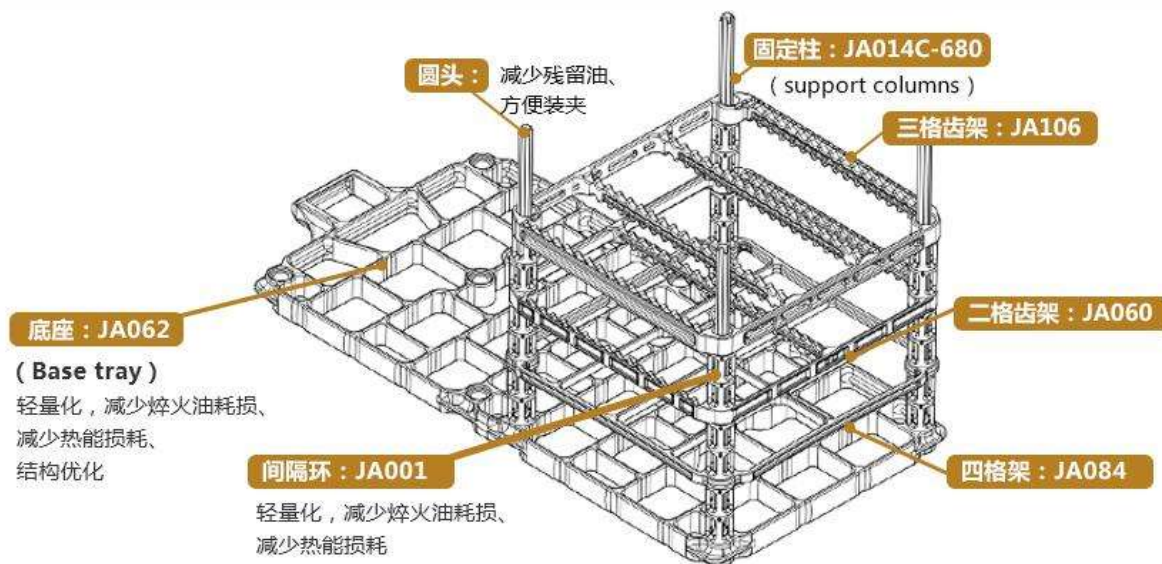 固定柱：JA014C-680
( support columns )
圆头：
减少残留油、
方便装夹
三格齿架：JA106
底座：JA062
( Base tray )
轻量化，减少焠火油耗损、
减少热能损耗、
结构优化
二格齿架：JA060
间隔环：JA001
轻量化，减少焠火油耗损、
减少热能损耗
四格架：JA084